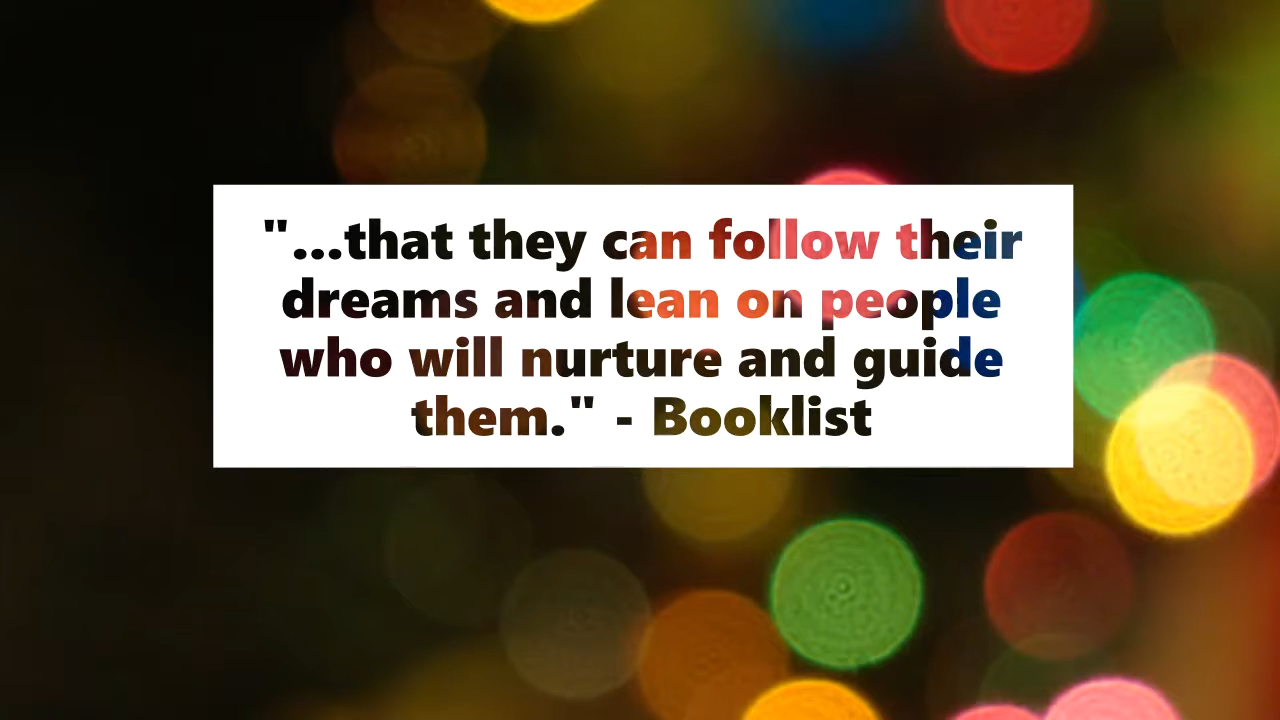 "...that they can follow their
dreams and lean on people
who will nurture and guide
them." - Booklist